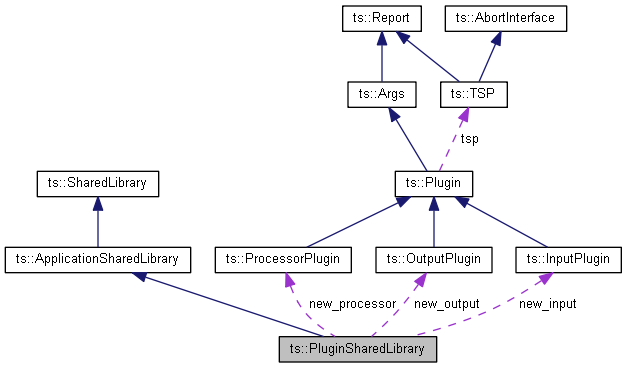 ts::Report
ts::AbortInterface
ts::Args
ts::TSP
tsp
ts::SharedLibrary
ts::Plugin
ts::ApplicationSharedLibrary
ts::ProcessorPlugin
ts::OutputPlugin
ts::InputPlugin
new_processor
new_output
new_input
ts::PluginSharedLibrary